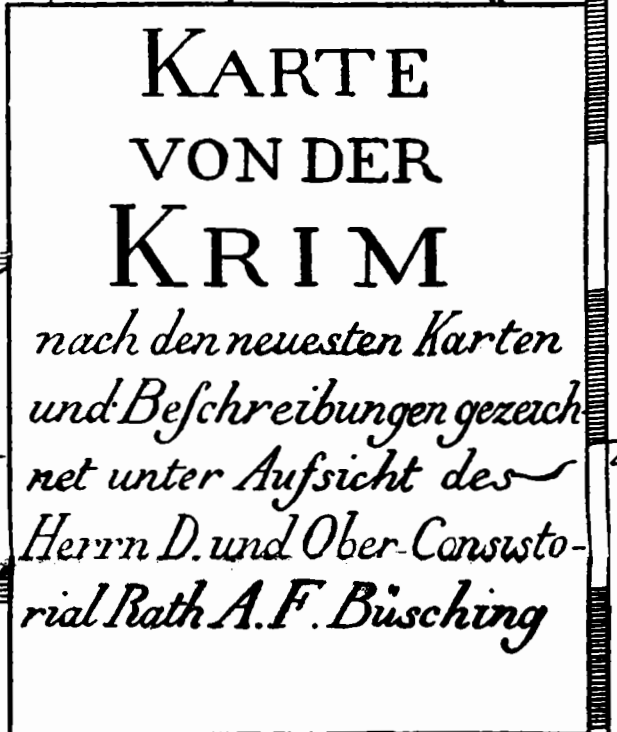 KARTE
VON DER
KRIM
nach den neuesten Karten
und Beſchreibungen gezeich-
net unter Aufsicht des
Herrn D. und Ober-Consisto-
rial Rath A. F. Büsching